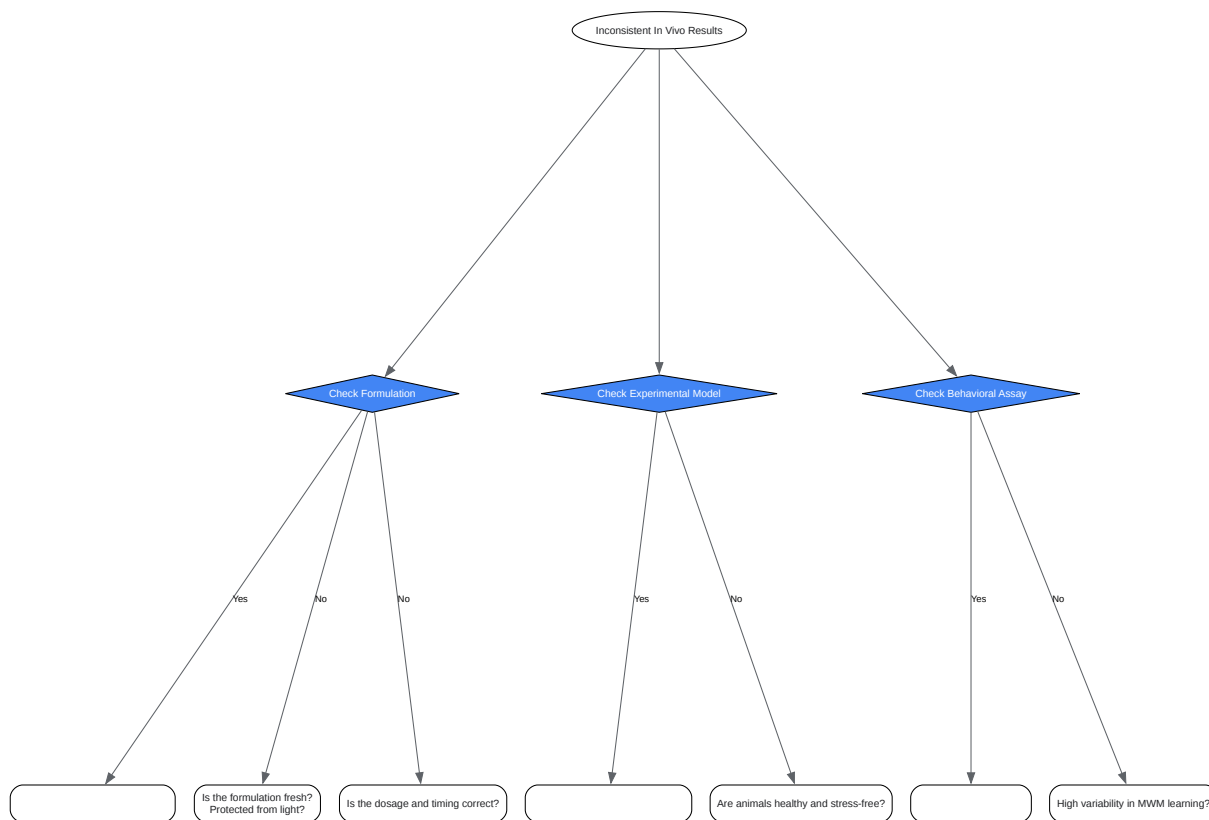 Inconsistent In Vivo Results
Check Formulation
Check Experimental Model
Check Behavioral Assay
Yes
No
No
Yes
No
Yes
No
Is the formulation fresh?
Protected from light?
Is the dosage and timing correct?
Are animals healthy and stress-free?
High variability in MWM learning?